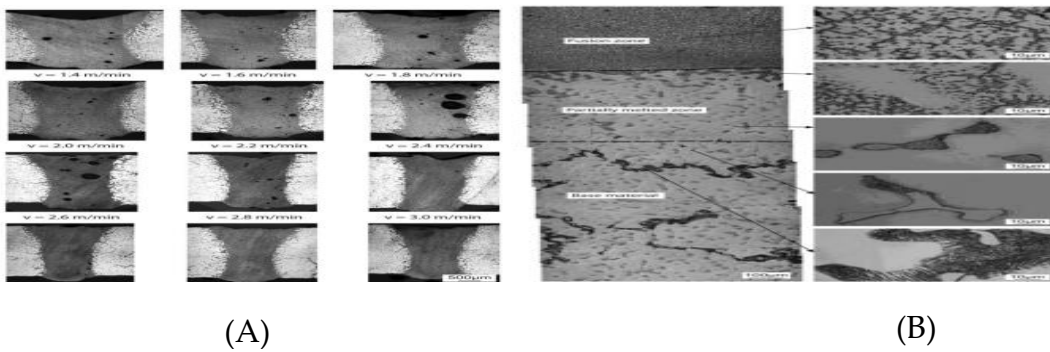 v = 1.4 m/min
v = 1.6 m/min
v = 1.8 m/min
v = 2.0 m/min
v = 2.2 m/min
v = 2.4 m/min
v = 2.6 m/min
v = 2.8 m/min
v = 3.0 m/min
500µm
Fusion zone
Partially melted zone
Base material
100µm
10µm
10µm
10µm
10µm
10µm
(A)
(B)